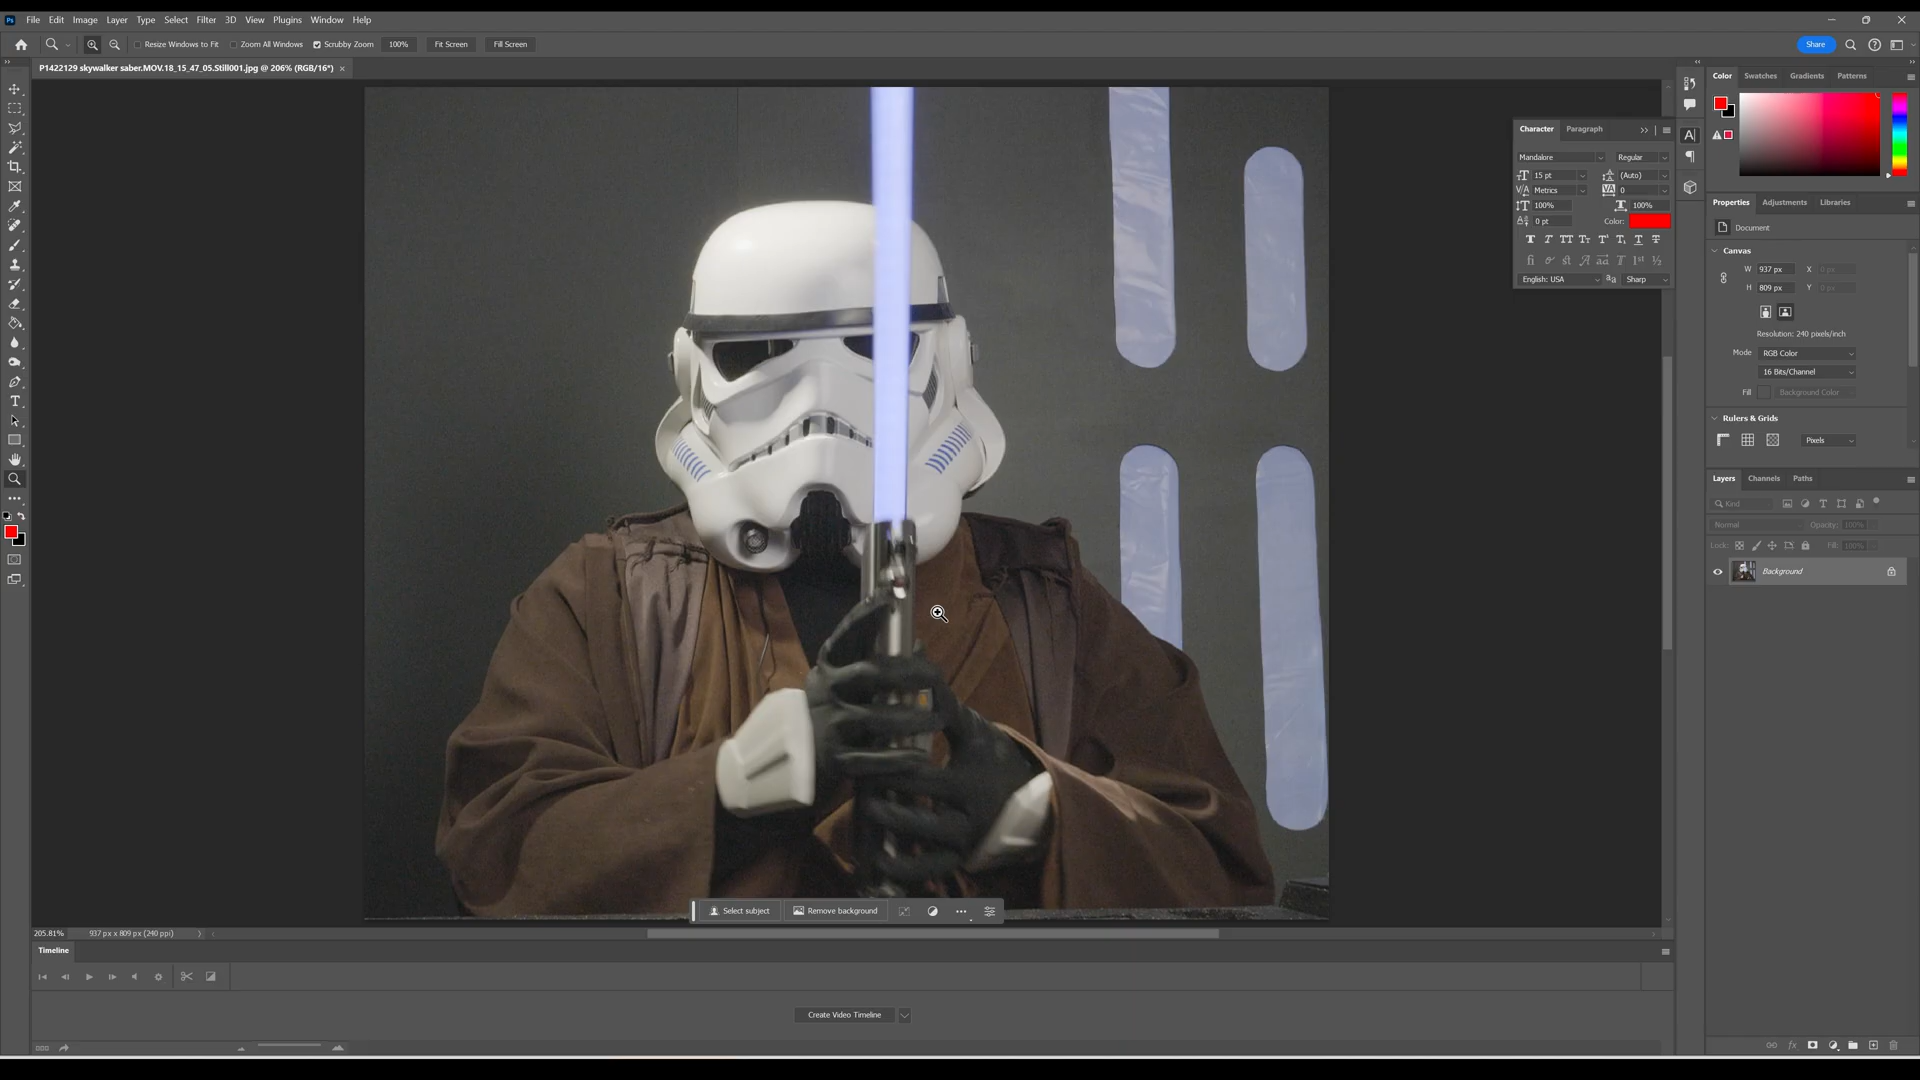 Ps File Edit Image Layer Type Select Filter 3D View Plugins Window Help
Resize Windows to Fit Zoom All Windows Scrubby Zoom 100% Fit Screen Fill Screen Share
P1422129 skywalker saber.MOV.18_15_47_05.Still001.jpg @ 206% (RGB/16*) ×
Color Swatches Gradients Patterns
Character Paragraph
Mandalore Regular
15 pt (Auto)
Metrics 0
100% 100%
0 pt Color:
English: USA Sharp
Properties Adjustments Libraries
Document
Canvas
W 937 px X 0 px
H 809 px Y 0 px
Resolution: 240 pixels/inch
Mode RGB Color
16 Bits/Channel
Fill Background Color
Rulers & Grids
Pixels
Layers Channels Paths
Kind
Normal Opacity: 100%
Lock: Fill: 100%
Background
Select subject Remove background
205.81% 937 px x 809 px (240 ppi)
Timeline
Create Video Timeline